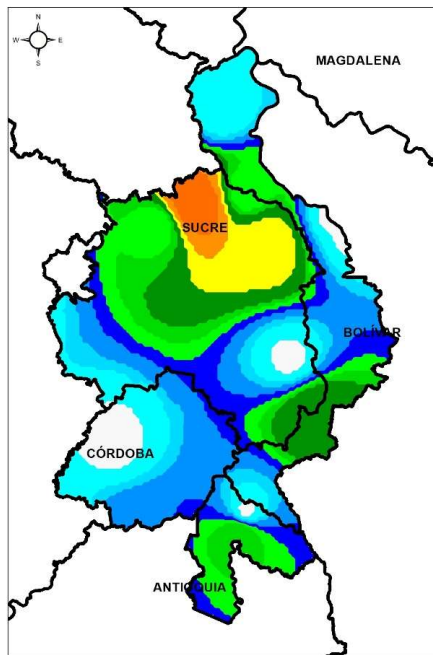 N
W E
S
MAGDALENA
SUCRE
BOLÍVAR
CÓRDOBA
ANTIOQUIA